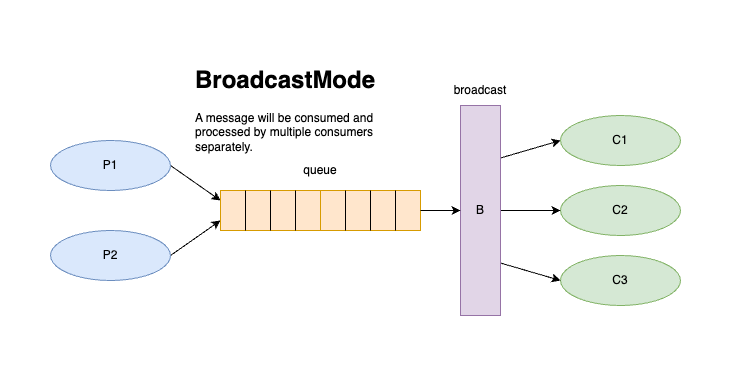 BroadcastMode
broadcast
A message will be consumed and
processed by multiple consumers
separately.
queue
P1
P2
B
C1
C2
C3